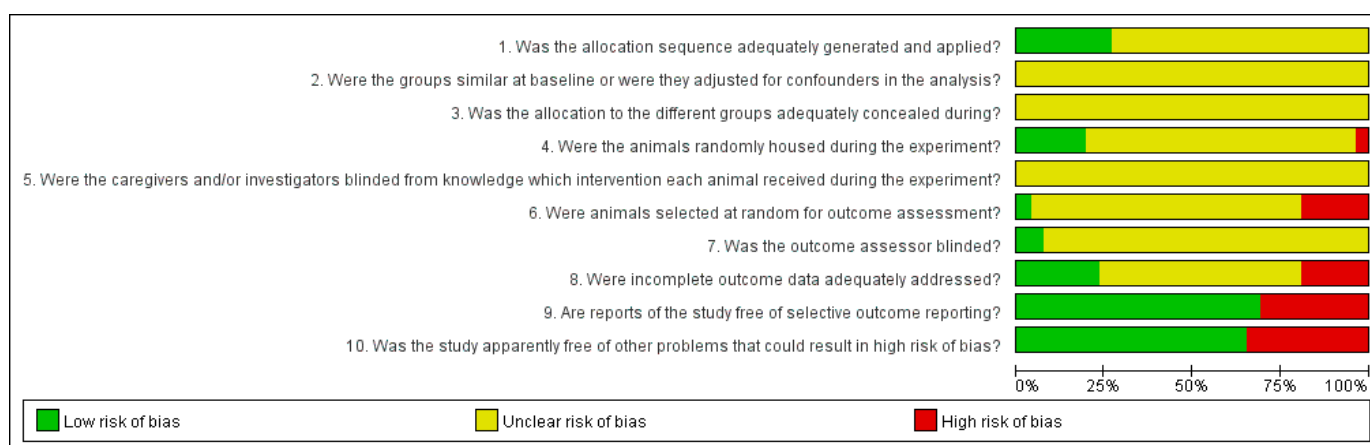 1. Was the allocation sequence adequately generated and applied?
2. Were the groups similar at baseline or were they adjusted for confounders in the analysis?
3. Was the allocation to the different groups adequately concealed during?
4. Were the animals randomly housed during the experiment?
5. Were the caregivers and/or investigators blinded from knowledge which intervention each animal received during the experiment?
6. Were animals selected at random for outcome assessment?
7. Was the outcome assessor blinded?
8. Were incomplete outcome data adequately addressed?
9. Are reports of the study free of selective outcome reporting?
10. Was the study apparently free of other problems that could result in high risk of bias?
0% 25% 50% 75% 100%
Low risk of bias Unclear risk of bias High risk of bias